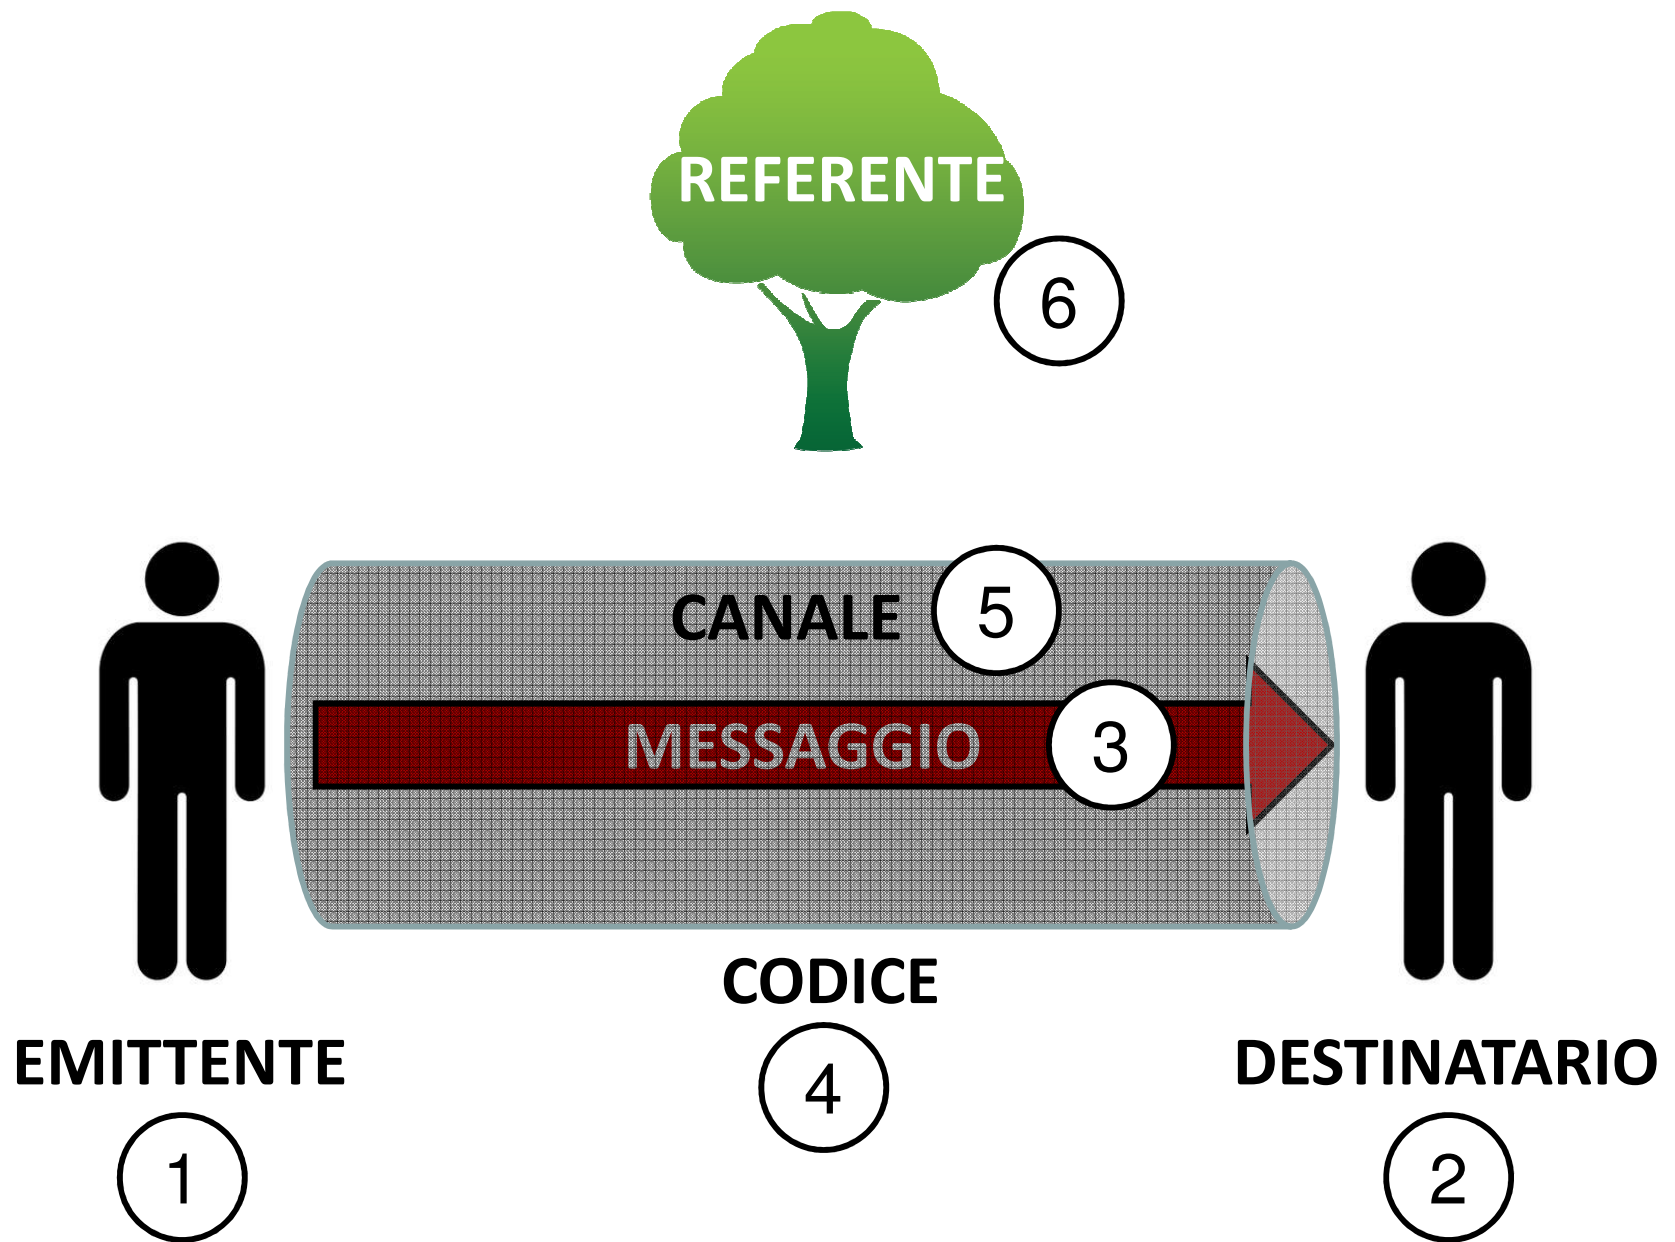 REFERENTE
6
CANALE 5
MESSAGGIO 3
CODICE
4
EMITTENTE
1
DESTINATARIO
2